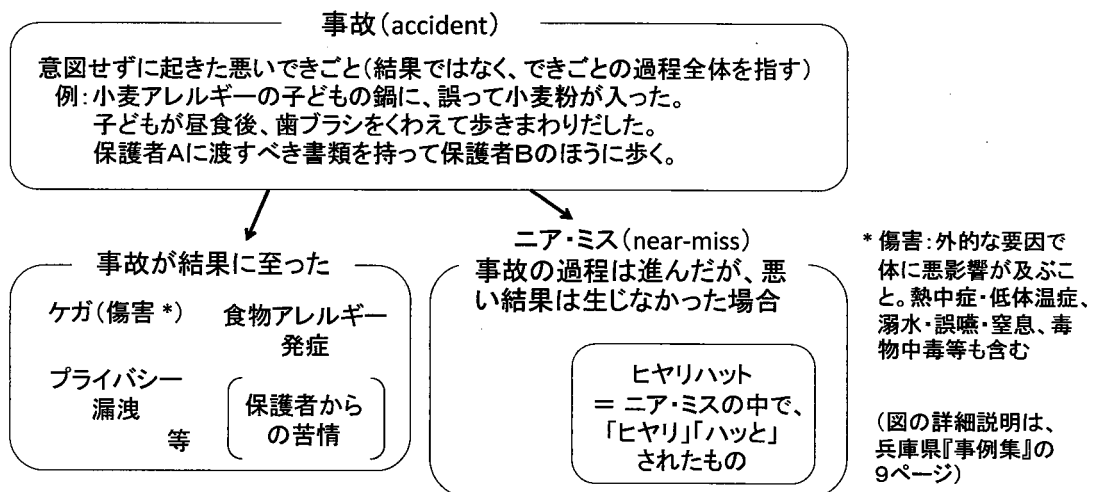 事故(accident)
意図せずに起きた悪いできごと(結果ではなく、できごとの過程全体を指す)
例:小麦アレルギーの子どもの鍋に、誤って小麦粉が入った。
子どもが昼食後、歯ブラシをくわえて歩きまわりだした。
保護者Aに渡すべき書類を持って保護者Bのほうに歩く。
事故が結果に至った
ケガ(傷害*)
食物アレルギー
発症
プライバシー
漏洩
等
保護者から
の苦情
ニア・ミス(near-miss)
事故の過程は進んだが、悪
い結果は生じなかった場合
ヒヤリハット
= ニア・ミスの中で、
「ヒヤリ」「ハッと」
されたもの
*傷害:外的な要因で
体に悪影響が及ぶこ
と。熱中症・低体温症、
溺水・誤嚥・窒息、毒
物中毒等も含む
(図の詳細説明は、
兵庫県『事例集』の
9ページ)